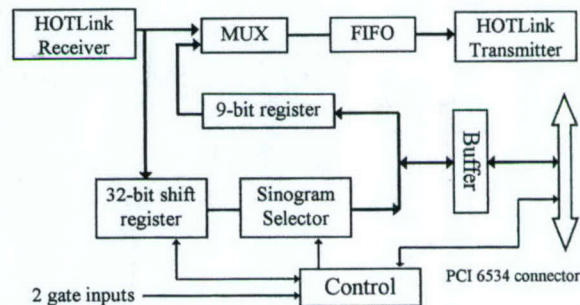 HOTLink
Receiver
MUX
FIFO
HOTLink
Transmitter
9-bit register
Buffer
32-bit shift
register
Sinogram
Selector
Control
PCI 6534 connector
2 gate inputs